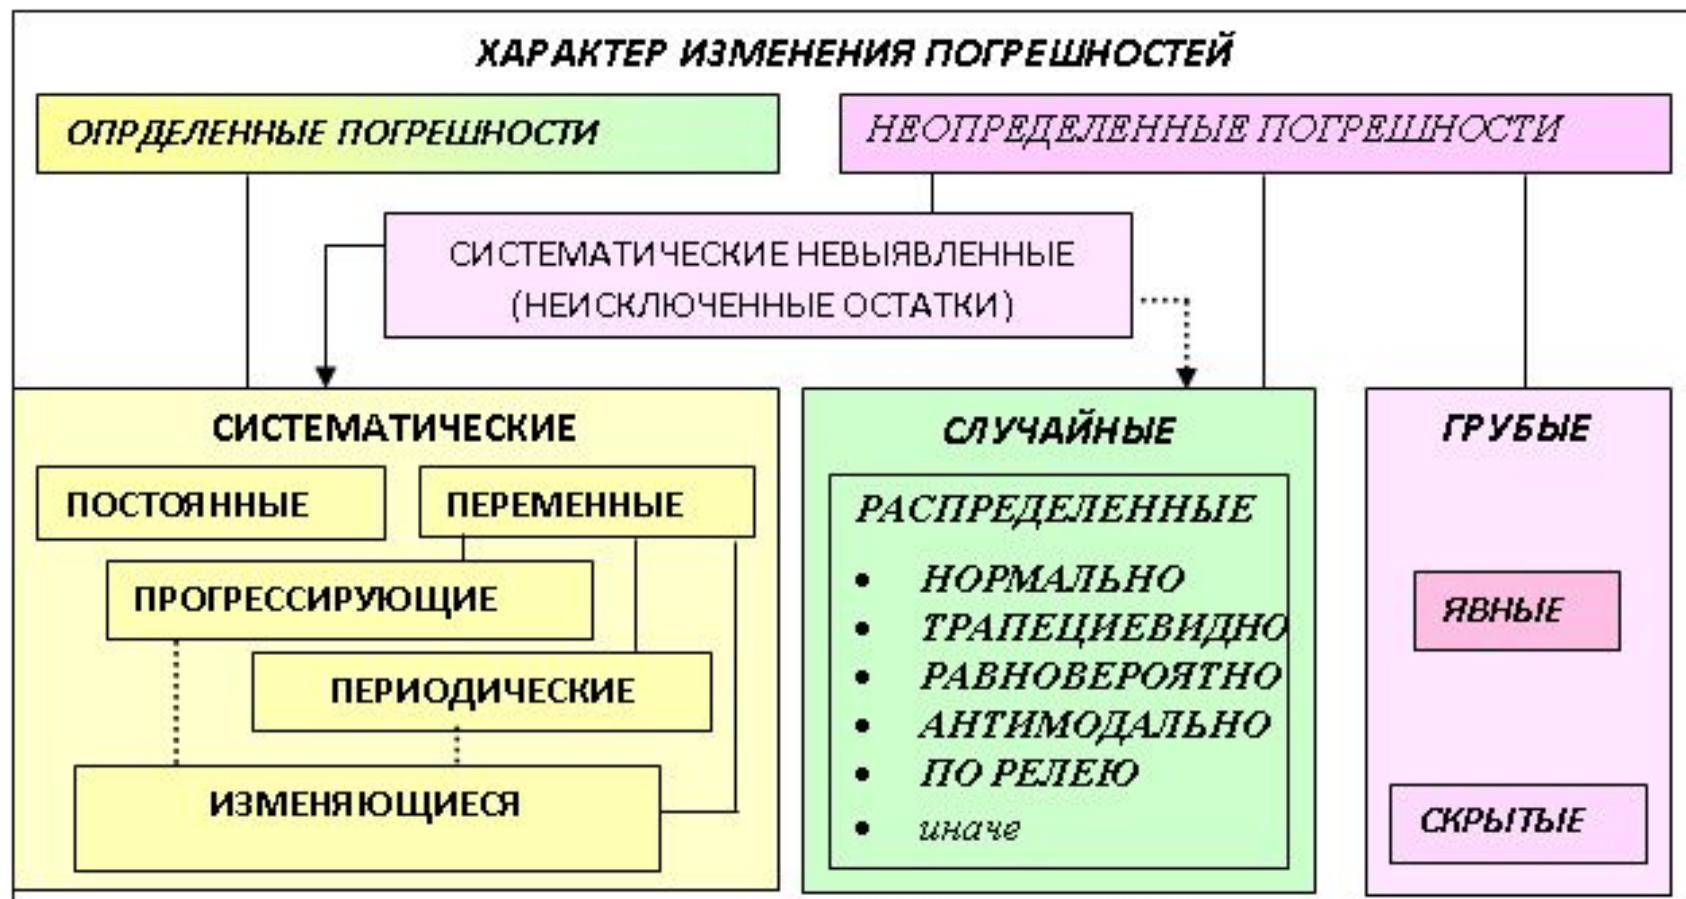 ХАРАКТЕР ИЗМЕНЕНИЯ ПОГРЕШНОСТЕЙ
ОПРДЕЛЕННЫЕ ПОГРЕШНОСТИ
НЕОПРЕДЕЛЕННЫЕ ПОГРЕШНОСТИ
СИСТЕМАТИЧЕСКИЕ НЕВЫЯВЛЕННЫЕ
(НЕИСКЛЮЧЕННЫЕ ОСТАТКИ)
СИСТЕМАТИЧЕСКИЕ
ПОСТОЯННЫЕ
ПЕРЕМЕННЫЕ
ПРОГРЕССИРУЮЩИЕ
ПЕРИОДИЧЕСКИЕ
ИЗМЕНЯЮЩИЕСЯ
СЛУЧАЙНЫЕ
РАСПРЕДЕЛЕННЫЕ
• НОРМАЛЬНО
• ТРАПЕЦИЕВИДНО
• РАВНОВЕРОЯТНО
• АНТИМОДАЛЬНО
• ПО РЕЛЕЮ
• иначе
ГРУБЫЕ
ЯВНЫЕ
СКРЫТЫЕ